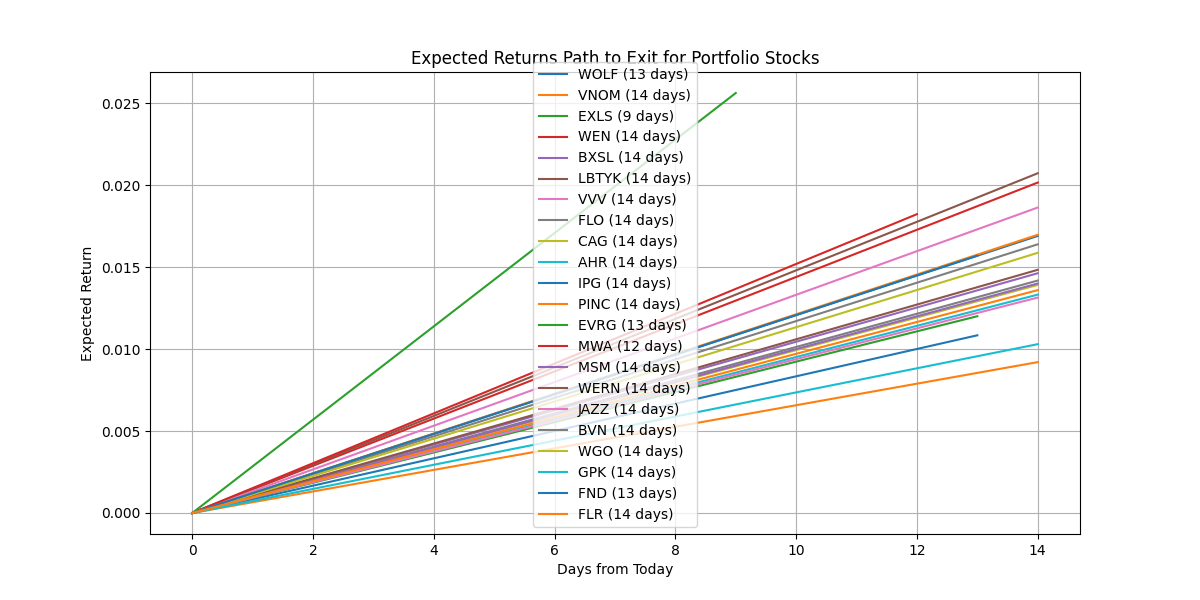 Expected Returns Path to Exit for Portfolio Stocks
WOLF (13 days)
VNOM (14 days)
EXLS (9 days)
WEN (14 days)
BXSL (14 days)
LBTYK (14 days)
VVV (14 days)
FLO (14 days)
CAG (14 days)
AHR (14 days)
IPG (14 days)
PINC (14 days)
EVRG (13 days)
MWA (12 days)
MSM (14 days)
WERN (14 days)
JAZZ (14 days)
BVN (14 days)
WGO (14 days)
GPK (14 days)
FND (13 days)
FLR (14 days)
Expected Return
0.025
0.020
0.015
0.010
0.005
0.000
0 2 4 6 8 10 12 14
Days from Today